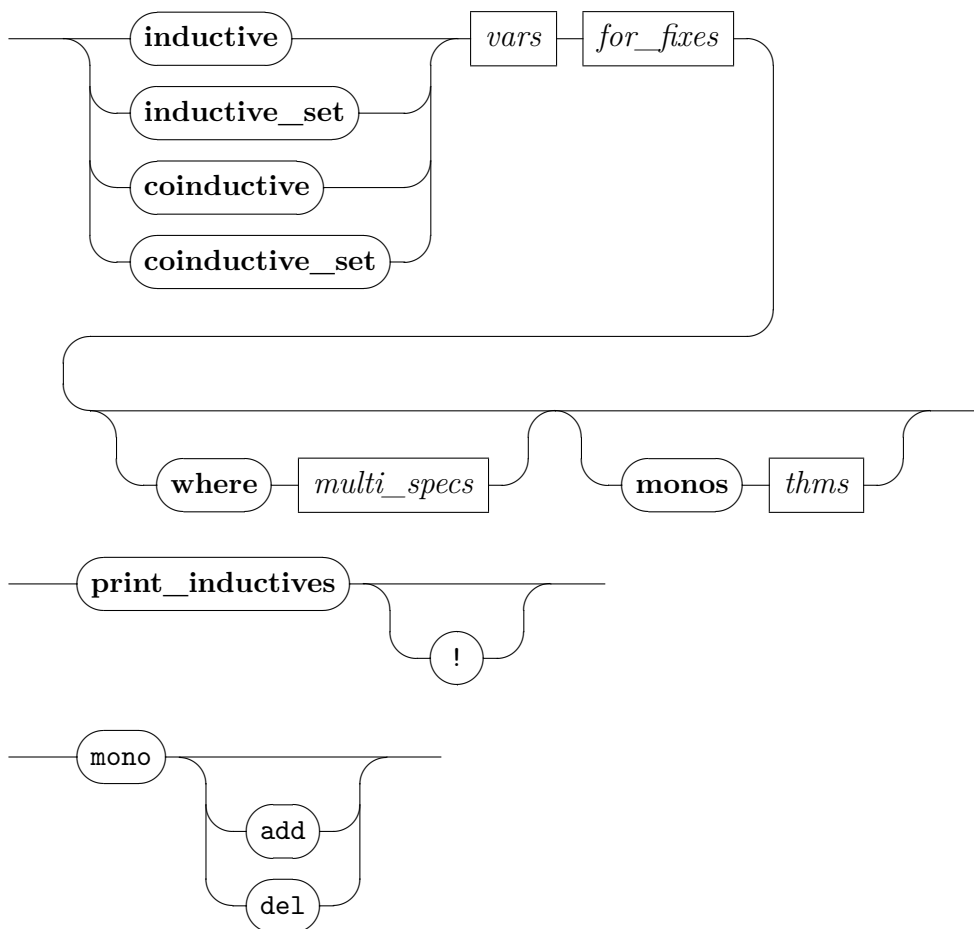 inductive vars for_fixes
inductive_set
coinductive
coinductive_set
where multi_specs monos thms
print_inductives
!
mono
add
del